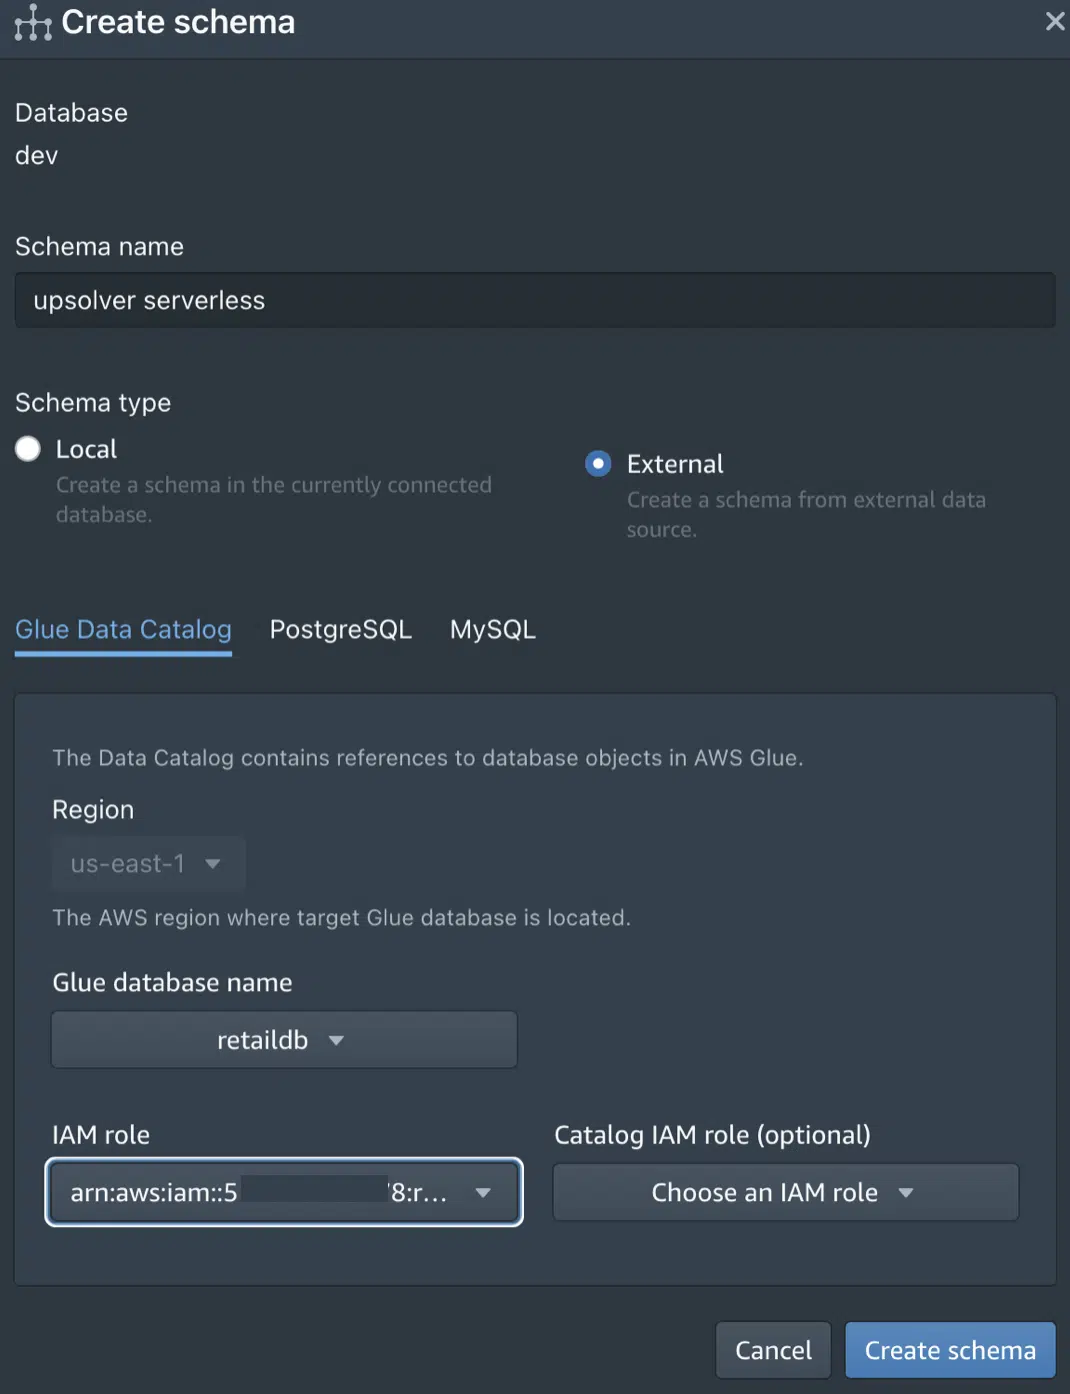 Create schema
Database
dev
Schema name
upsolver serverless
Schema type
Local
Create a schema in the currently connected
database.
External
Create a schema from external data
source.
Glue Data Catalog PostgreSQL MySQL
The Data Catalog contains references to database objects in AWS Glue.
Region
us-east-1
The AWS region where target Glue database is located.
Glue database name
retaildb
IAM role
arn:aws:iam::5 8:r...
Catalog IAM role (optional)
Choose an IAM role
Cancel
Create schema